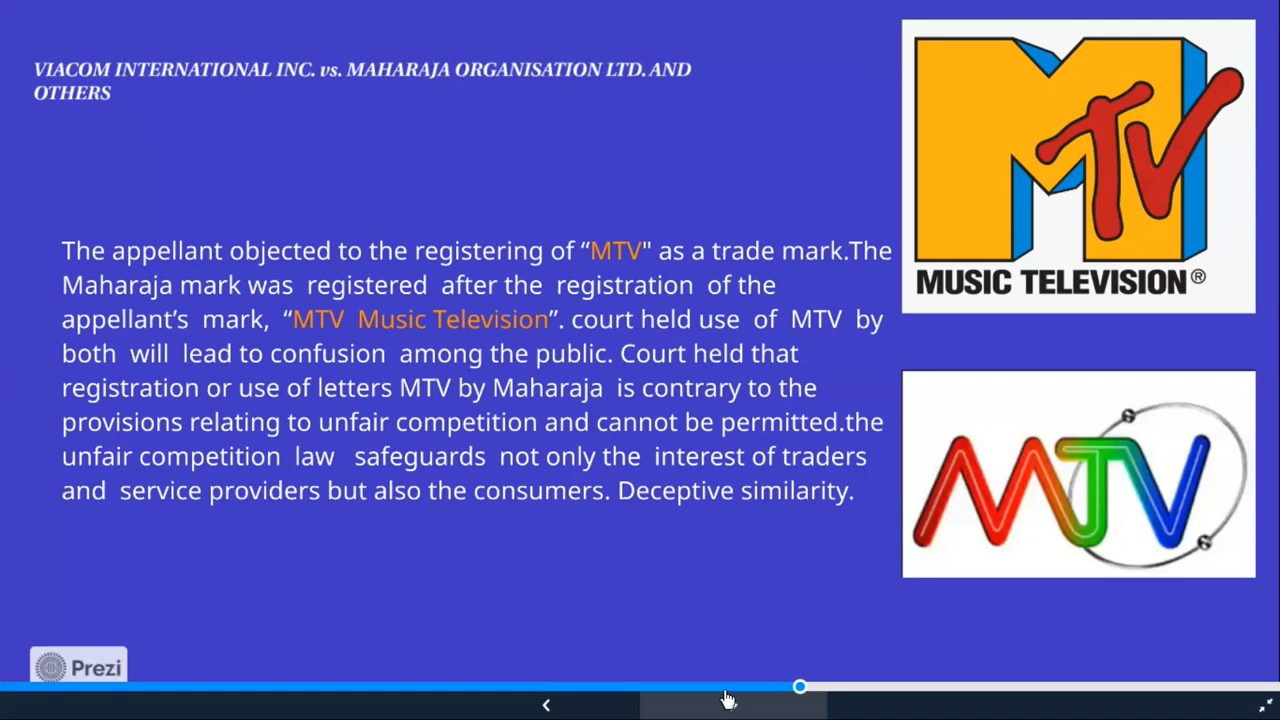 VIACOM INTERNATIONAL INC. vs. MAHARAJA ORGANISATION LTD. AND
OTHERS
The appellant objected to the registering of “MTV" as a trade mark.The
Maharaja mark was registered after the registration of the
appellant’s mark, “MTV Music Television”. court held use of MTV by
both will lead to confusion among the public. Court held that
registration or use of letters MTV by Maharaja is contrary to the
provisions relating to unfair competition and cannot be permitted.the
unfair competition law safeguards not only the interest of traders
and service providers but also the consumers. Deceptive similarity.
MTV
MUSIC TELEVISION®
MTV
Prezi